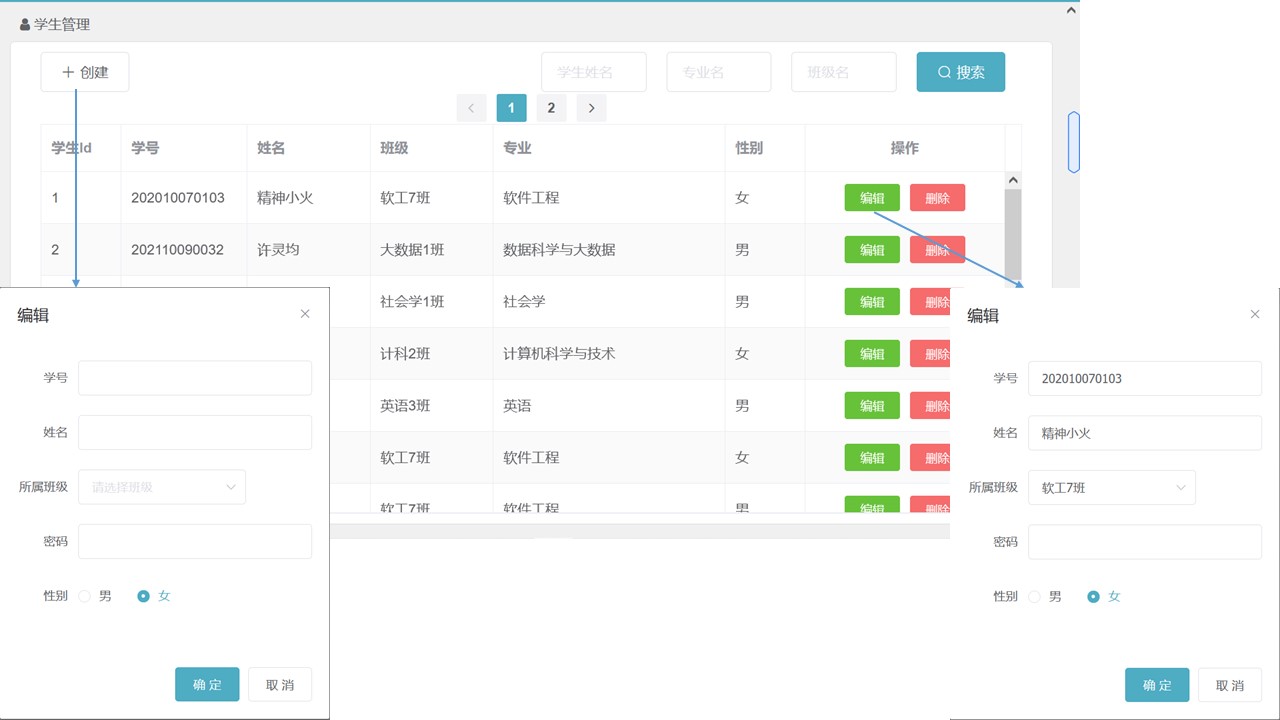 学生管理
创建
学生姓名 专业名 班级名 搜索
1 2
学生Id 学号 姓名 班级 专业 性别 操作
1 202010070103 精神小火 软工7班 软件工程 女 编辑 删除
2 202110090032 许灵均 大数据1班 数据科学与大数据 男 编辑 删除
社会学1班 社会学 男 编辑 删除
计科2班 计算机科学与技术 女 编辑 删除
英语3班 英语 男 编辑 删除
软工7班 软件工程 女 编辑 删除
软工7班 软件工程 男 编辑 删除
编辑
学号
姓名
所属班级 请选择班级
密码
性别 男 女
确定 取消
编辑
学号 202010070103
姓名 精神小火
所属班级 软工7班
密码
性别 男 女
确定 取消